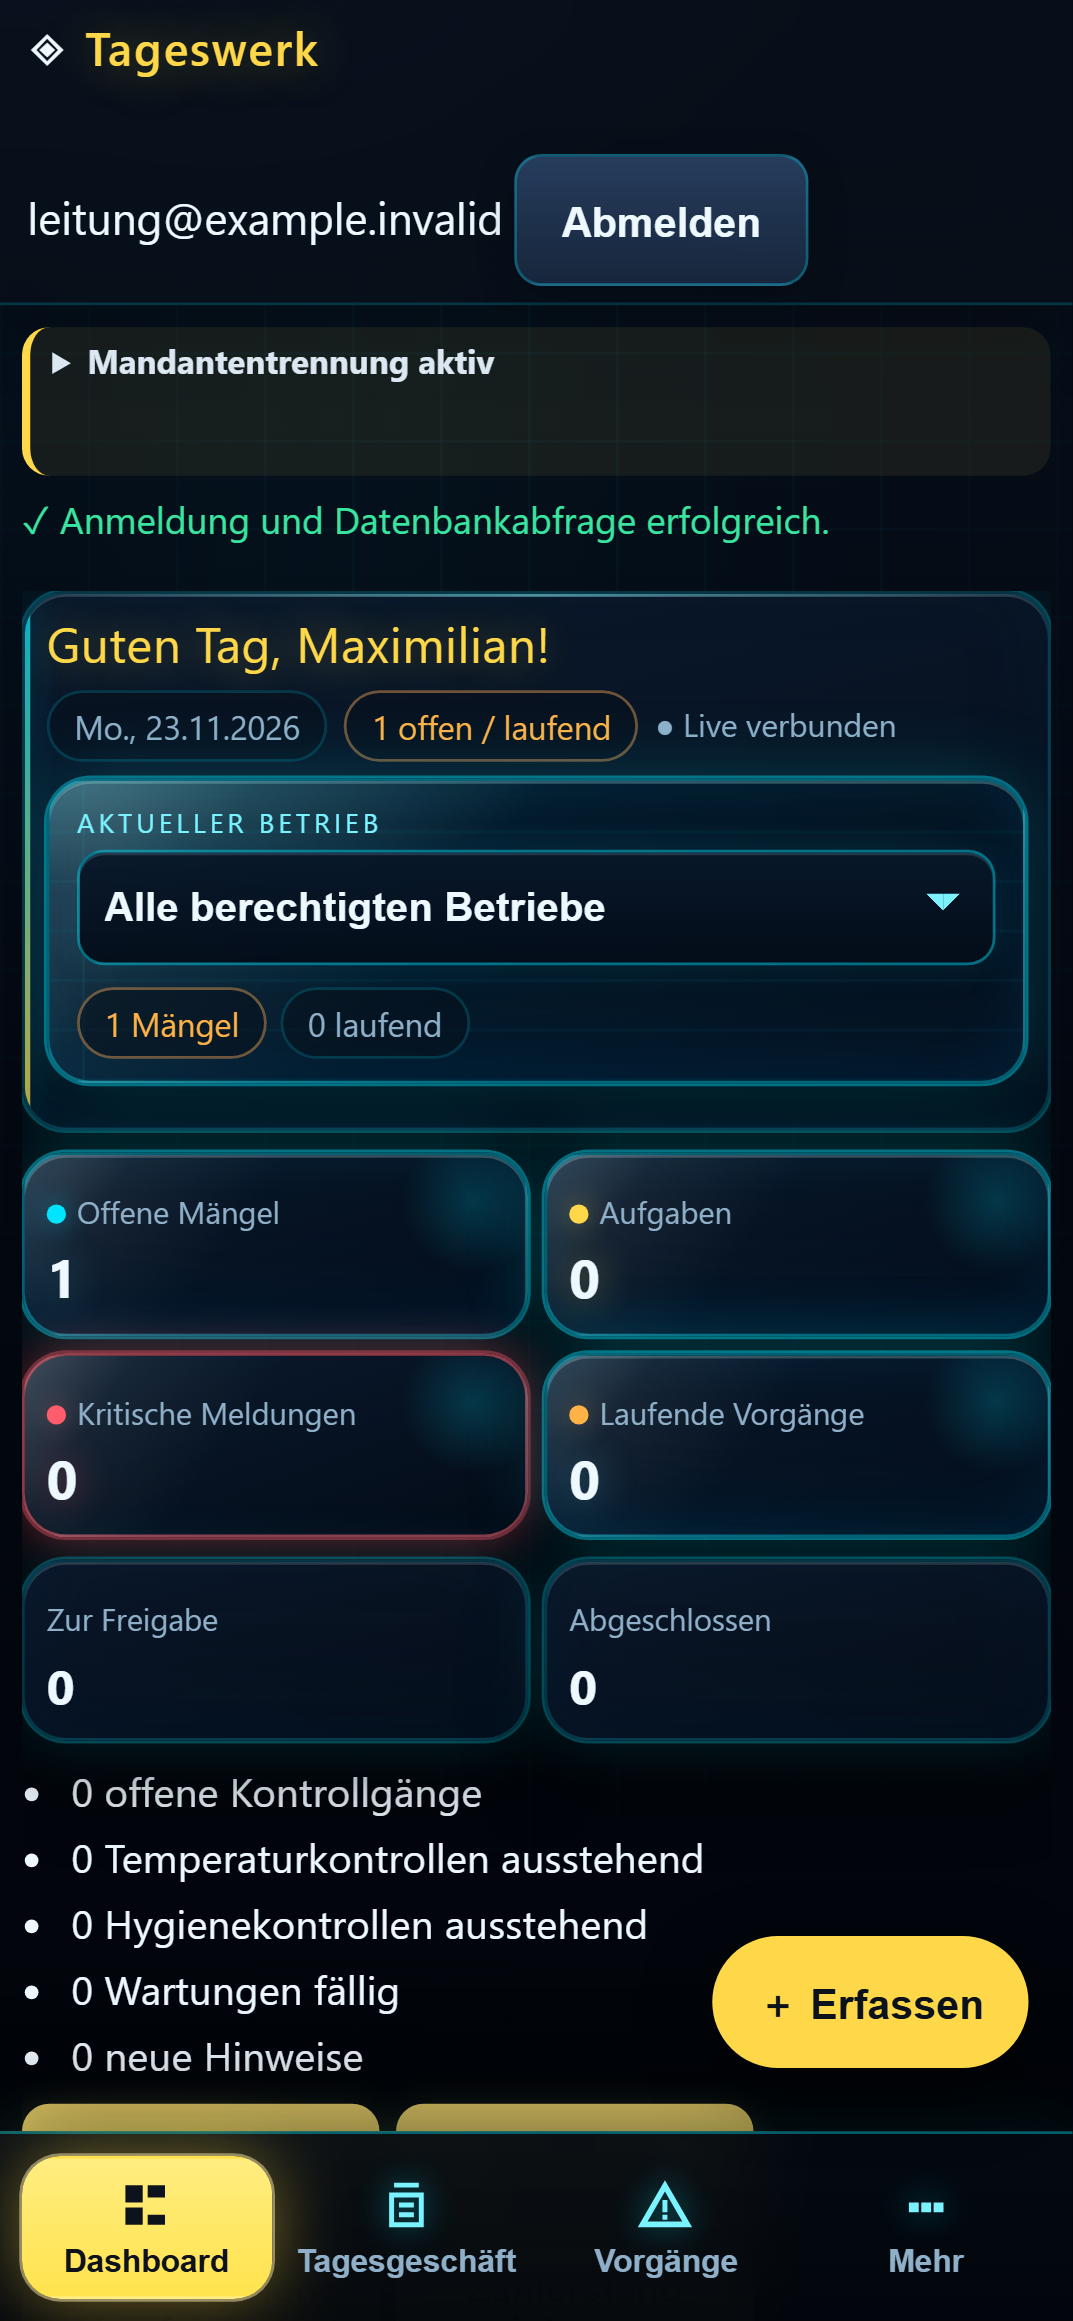 Tageswerk
leitung@example.invalid Abmelden
Mandantentrennung aktiv
✓ Anmeldung und Datenbankabfrage erfolgreich.
Guten Tag, Maximilian!
Mo., 23.11.2026 1 offen / laufend ● Live verbunden
AKTUELLER BETRIEB
Alle berechtigten Betriebe
1 Mängel 0 laufend
Offene Mängel
1
Aufgaben
0
Kritische Meldungen
0
Laufende Vorgänge
0
Zur Freigabe
0
Abgeschlossen
0
• 0 offene Kontrollgänge
• 0 Temperaturkontrollen ausstehend
• 0 Hygienekontrollen ausstehend
• 0 Wartungen fällig
• 0 neue Hinweise
+ Erfassen
Dashboard Tagesgeschäft Vorgänge Mehr